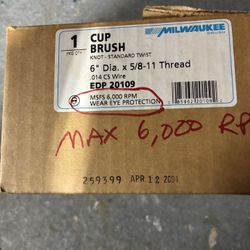 1
PKG QTY
CUP
BRUSH
KNOT - STANDARD TWIST
MILWAUKEE
6" Dia. x 5/8-11 Thread
.014 CS Wire
EDP 20109
MSFS 6,000 RPM
WEAR EYE PROTECTION
MAX 6,000 RP
259399 APR 12 2001